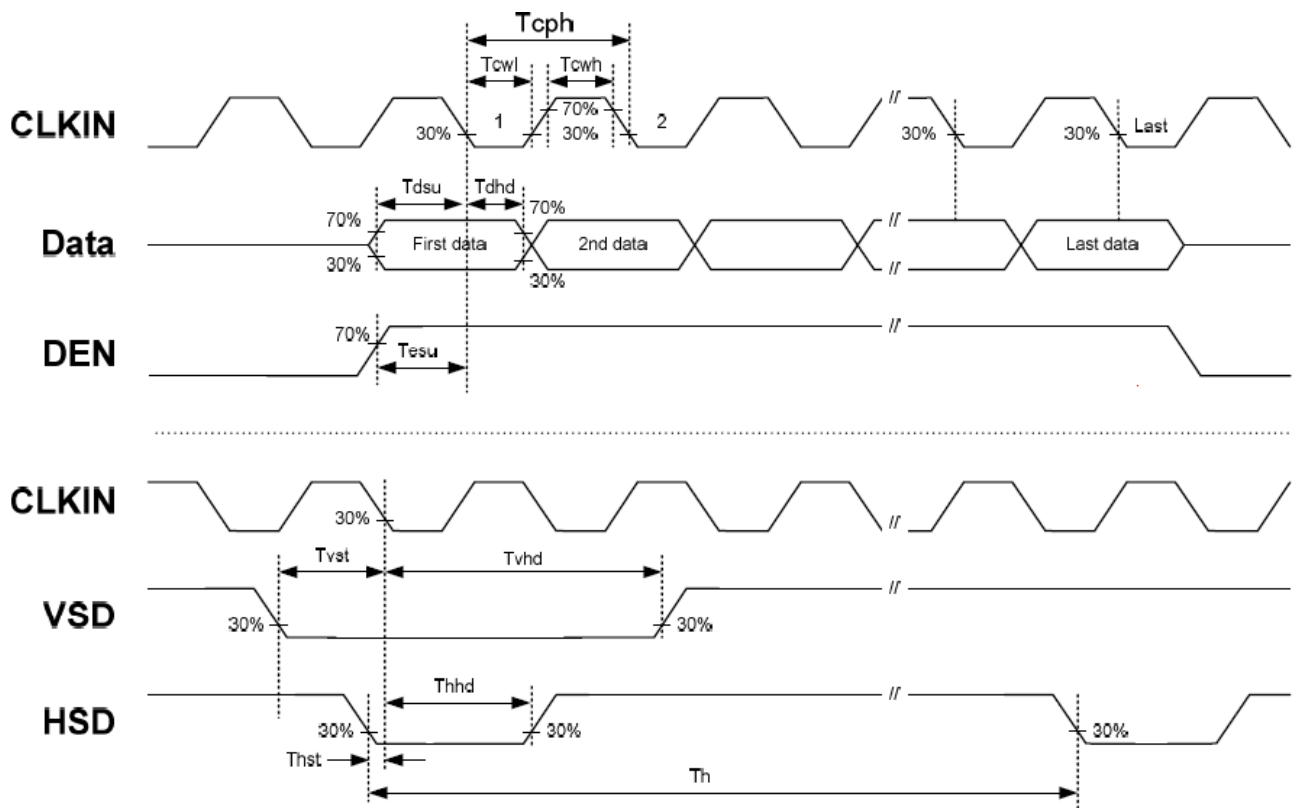 Tcph
Tcwl Tcwh
CLKIN 30% 1 70% 30% 2 // 30% 30% Last
Tdsu Tdhd
70% 70%
Data First data 2nd data // // Last data
30% 30%
DEN 70% //
Tesu
CLKIN 30% //
Tvst Tvhd
VSD 30% 30% //
Thhd
HSD 30% 30% // 30%
Thst
Th